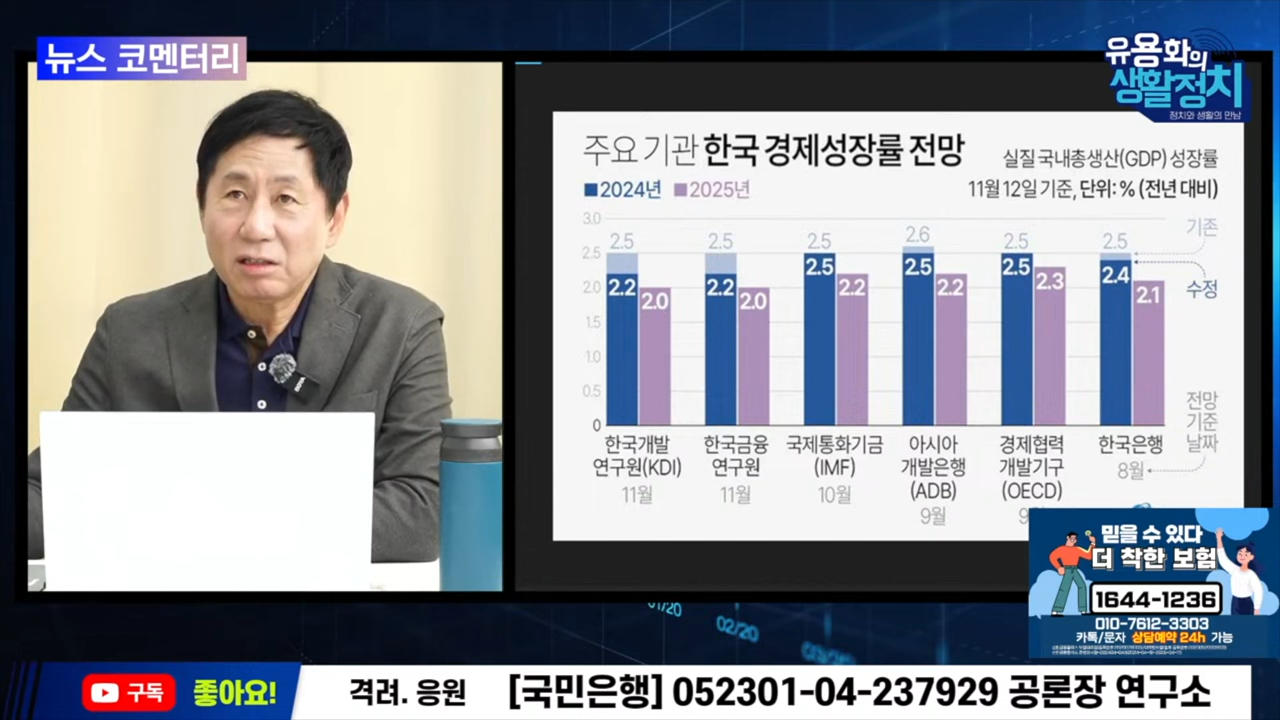 뉴스 코멘터리
유용화의
생활정치
정치와 생활의 만남
주요 기관 한국 경제성장률 전망
실질 국내총생산(GDP) 성장률
■2024년 ■2025년
11월 12일 기준, 단위: % (전년 대비)
3.0
2.5
2.0
1.5
1.0
0.5
0
2.5 2.5 2.5 2.6 2.5 2.5
2.2 2.0 2.2 2.0 2.5 2.2 2.5 2.2 2.5 2.3 2.4 2.1
기존
수정
전망
기준
날짜
한국개발
연구원(KDI)
11월
한국금융
연구원
11월
국제통화기금
(IMF)
10월
아시아
개발은행
(ADB)
9월
경제협력
개발기구
(OECD)
한국은행
8월
믿을 수 있다
더 착한 보험
1644-1236
010-7612-3303
카톡/문자 상담예약 24h 가능
01/20
02/20
구독
좋아요!
격려. 응원 [국민은행] 052301-04-237929 공론장 연구소